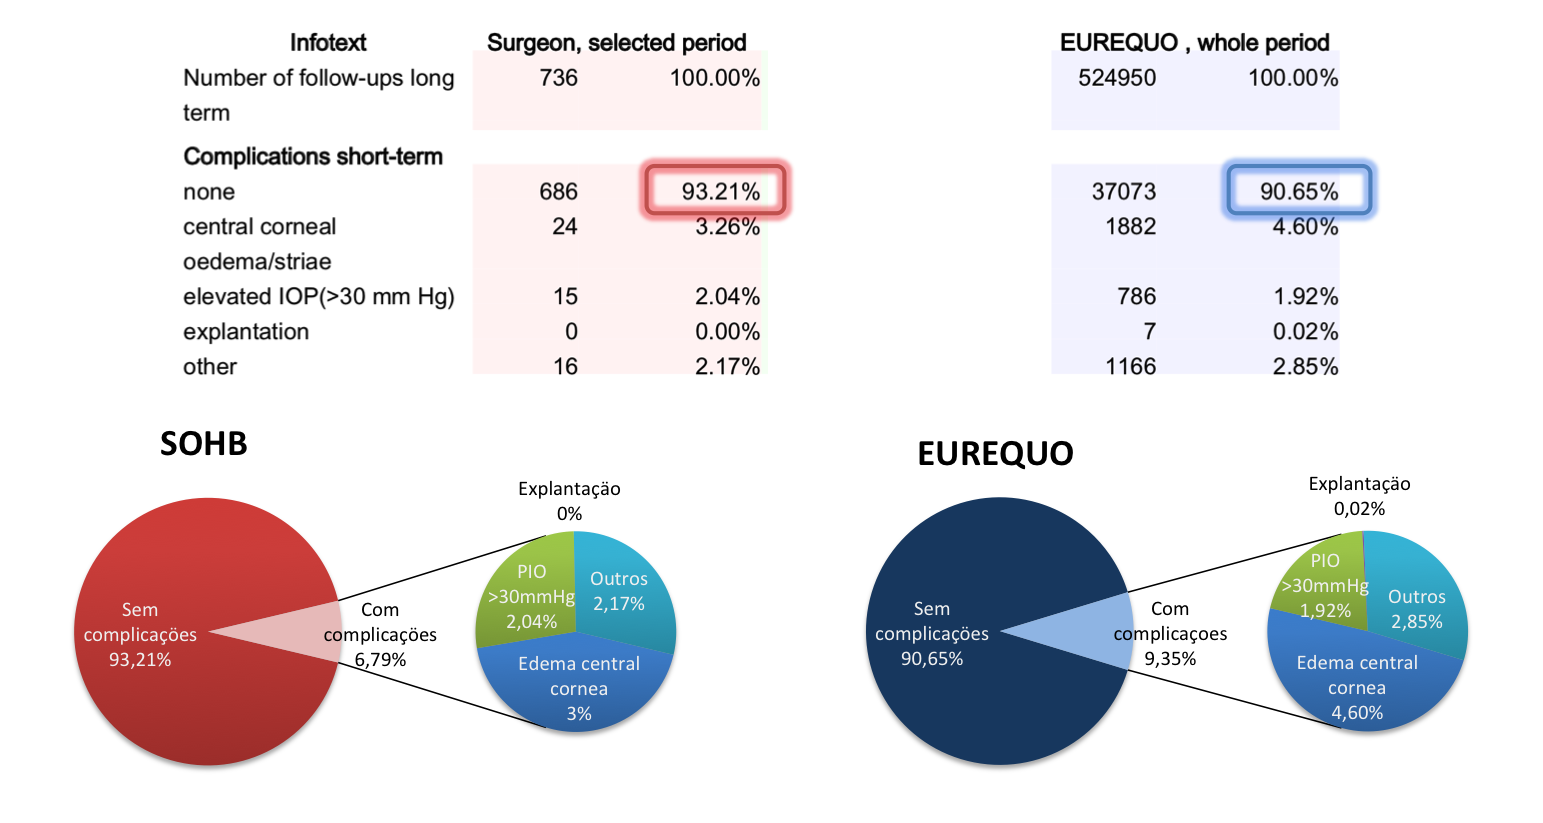 Infotext Surgeon, selected period EUREQUO , whole period
Number of follow-ups long 736 100.00% 524950 100.00%
term
Complications short-term
none 686 93.21% 37073 90.65%
central corneal 24 3.26% 1882 4.60%
oedema/striae
elevated IOP(>30 mm Hg) 15 2.04% 786 1.92%
explantation 0 0.00% 7 0.02%
other 16 2.17% 1166 2.85%
SOHB
Sem
complicações
93,21%
Com
complicações
6,79%
Explantação
0%
PIO
>30mmHg
2,04%
Outros
2,17%
Edema central
cornea
3%
EUREQUO
Sem
complicações
90,65%
Com
complicaçoes
9,35%
Explantação
0,02%
PIO
>30mmHg
1,92%
Outros
2,85%
Edema central
cornea
4,60%